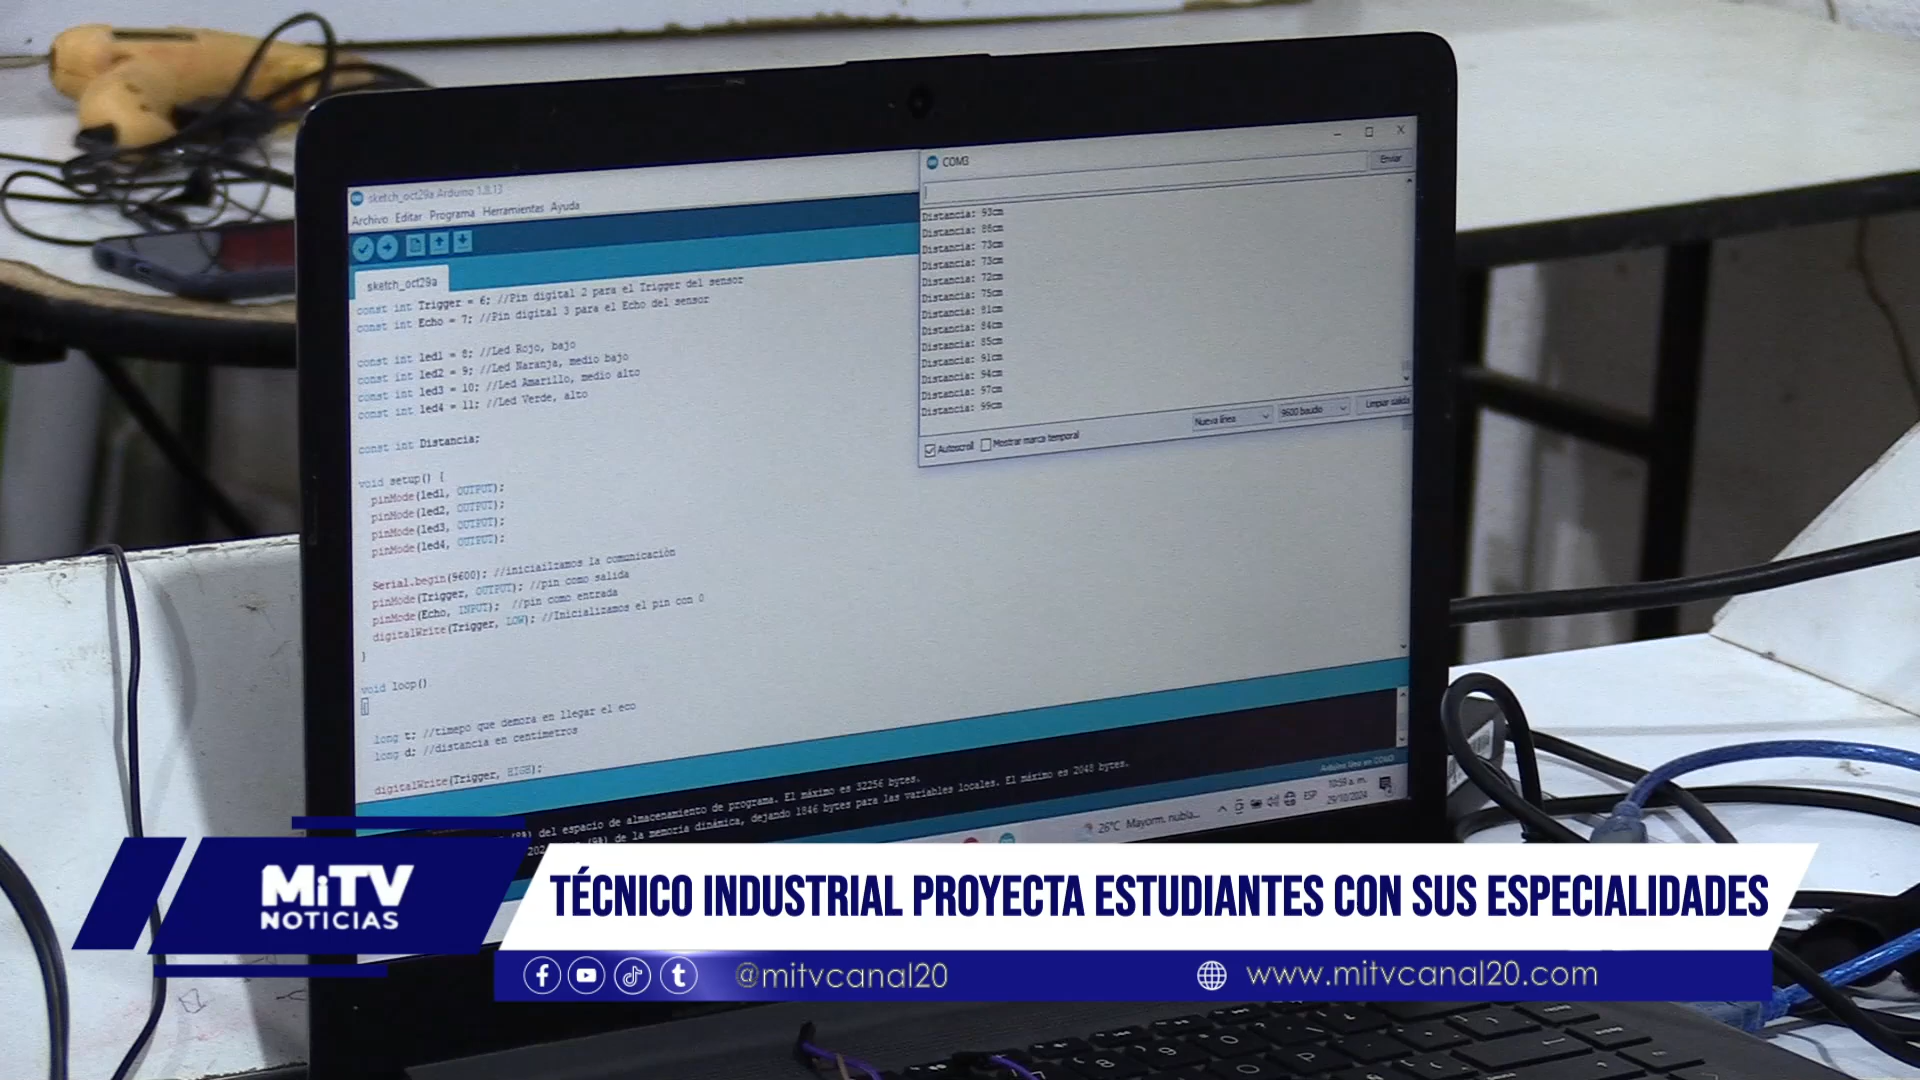 sketch_oct29a Arduino 1.8.13
Archivo Editar Programa Herramientas Ayuda
sketch_oct29a
const int Trigger = 6; //Pin digital 2 para el Trigger del sensor
const int Echo = 7; //Pin digital 3 para el Echo del sensor
const int led1 = 8; //Led Rojo, bajo
const int led2 = 9; //Led Naranja, medio bajo
const int led3 = 10; //Led Amarillo, medio alto
const int led4 = 11; //Led Verde, alto
const int Distancia;
void setup() {
pinMode(led1, OUTPUT);
pinMode(led2, OUTPUT);
pinMode(led3, OUTPUT);
pinMode(led4, OUTPUT);
Serial.begin(9600); //iniciailzamos la comunicación
pinMode(Trigger, OUTPUT); //pin como salida
pinMode(Echo, INPUT); //pin como entrada
digitalWrite(Trigger, LOW); //Inicializamos el pin con 0
}
void loop()
{
long t; //timepo que demora en llegar el eco
long d; //distancia en centimetros
digitalWrite(Trigger, HIGH);
COM3
Enviar
Distancia: 93cm
Distancia: 88cm
Distancia: 73cm
Distancia: 73cm
Distancia: 72cm
Distancia: 75cm
Distancia: 81cm
Distancia: 84cm
Distancia: 85cm
Distancia: 91cm
Distancia: 94cm
Distancia: 97cm
Distancia: 99cm
Autoscroll Mostrar marca temporal Nueva línea 9600 baudio Limpiar salida
del espacio de almacenamiento de programa. El máximo es 32256 bytes.
de la memoria dinámica, dejando 1846 bytes para las variables locales. El máximo es 2048 bytes.
Arduino Uno en COM3
26°C Mayorm. nubla... ESP 10:59 a. m.
29/10/2024
MiTV
NOTICIAS
TÉCNICO INDUSTRIAL PROYECTA ESTUDIANTES CON SUS ESPECIALIDADES
@mitvcanal20 www.mitvcanal20.com